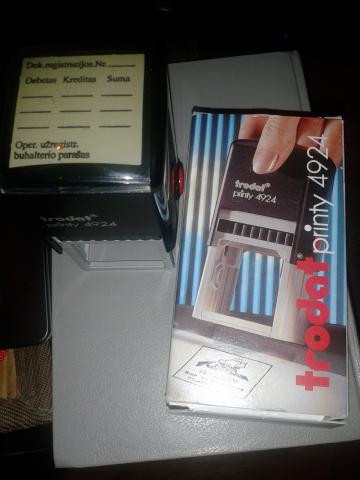 Dok.registracijos.Nr.
Debetas Kreditas Suma
Oper. užregistr.
buhalterio parašas
trodat
printy 4924
trodat
printy 4924
trodat printy 4924